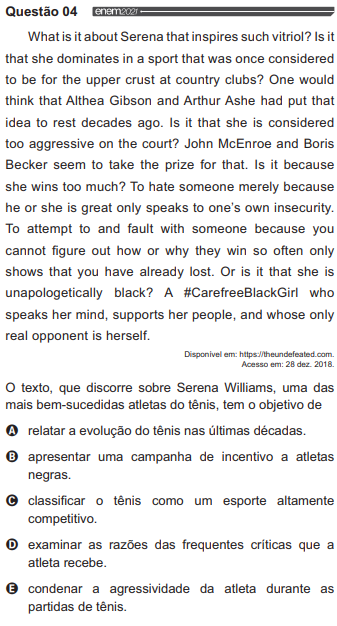 Questão 04 enem2021
What is it about Serena that inspires such vitriol? Is it
that she dominates in a sport that was once considered
to be for the upper crust at country clubs? One would
think that Althea Gibson and Arthur Ashe had put that
idea to rest decades ago. Is it that she is considered
too aggressive on the court? John McEnroe and Boris
Becker seem to take the prize for that. Is it because
she wins too much? To hate someone merely because
he or she is great only speaks to one's own insecurity.
To attempt to and fault with someone because you
cannot figure out how or why they win so often only
shows that you have already lost. Or is it that she is
unapologetically black? A #CarefreeBlackGirl who
speaks her mind, supports her people, and whose only
real opponent is herself.
Disponível em: https://theundefeated.com.
Acesso em: 28 dez. 2018.
O texto, que discorre sobre Serena Williams, uma das
mais bem-sucedidas atletas do tênis, tem o objetivo de
A relatar a evolução do tênis nas últimas décadas.
B apresentar uma campanha de incentivo a atletas
negras.
C classificar o tênis como um esporte altamente
competitivo.
D examinar as razões das frequentes críticas que a
atleta recebe.
E condenar a agressividade da atleta durante as
partidas de tênis.